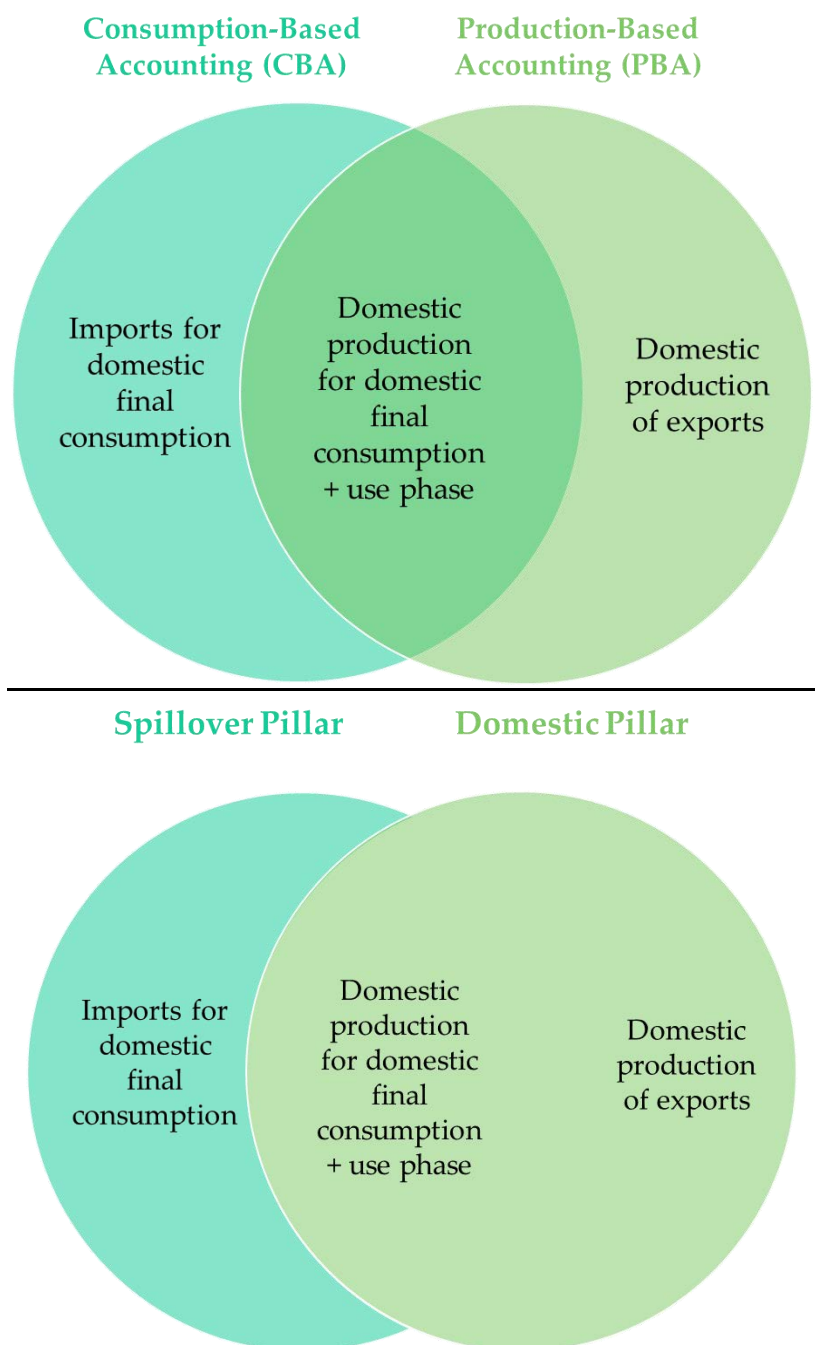 Consumption-Based
Accounting (CBA)
Production-Based
Accounting (PBA)
Imports for
domestic
final
consumption
Domestic
production
for domestic
final
consumption
+ use phase
Domestic
production
of exports
Spillover Pillar
Domestic Pillar
Imports for
domestic
final
consumption
Domestic
production
for domestic
final
consumption
+ use phase
Domestic
production
of exports